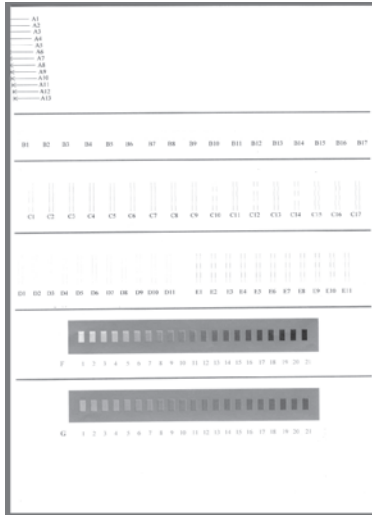 A1
A2
A3
A4
A5
A6
A7
A8
A9
A10
A11
A12
A13
B1 B2 B3 B4 B5 B6 B7 B8 B9 B10 B11 B12 B13 B14 B15 B16 B17
C1 C2 C3 C4 C5 C6 C7 C8 C9 C10 C11 C12 C13 C14 C15 C16 C17
D1 D2 D3 D4 D5 D6 D7 D8 D9 D10 D11 E1 E2 E3 E4 E5 E6 E7 E8 E9 E10 E11
F 1 2 3 4 5 6 7 8 9 10 11 12 13 14 15 16 17 18 19 20 21
G 1 2 3 4 5 6 7 8 9 10 11 12 13 14 15 16 17 18 19 20 21